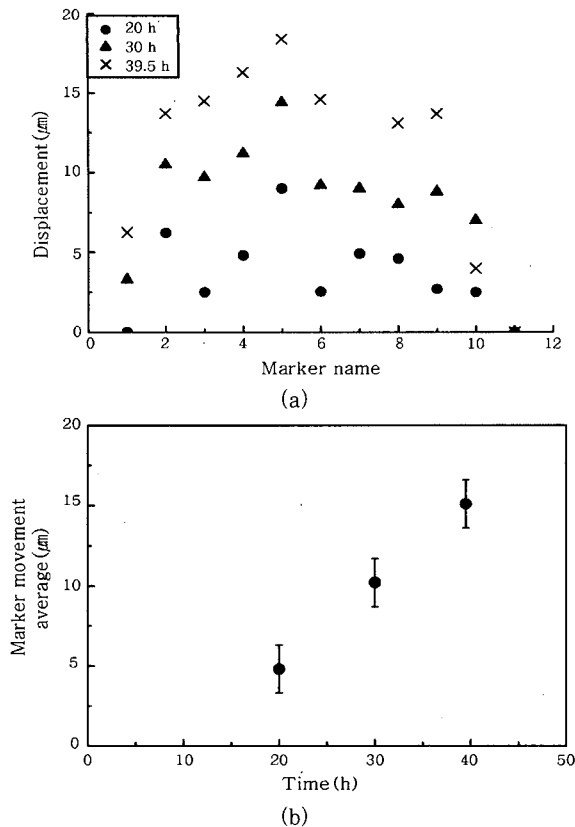 20
15
10
5
0
● 20 h
▲ 30 h
× 39.5 h
Displacement (㎛)
0 2 4 6 8 10 12
Marker name
(a)
20
15
10
5
0
Marker movement
average (㎛)
0 10 20 30 40 50
Time (h)
(b)